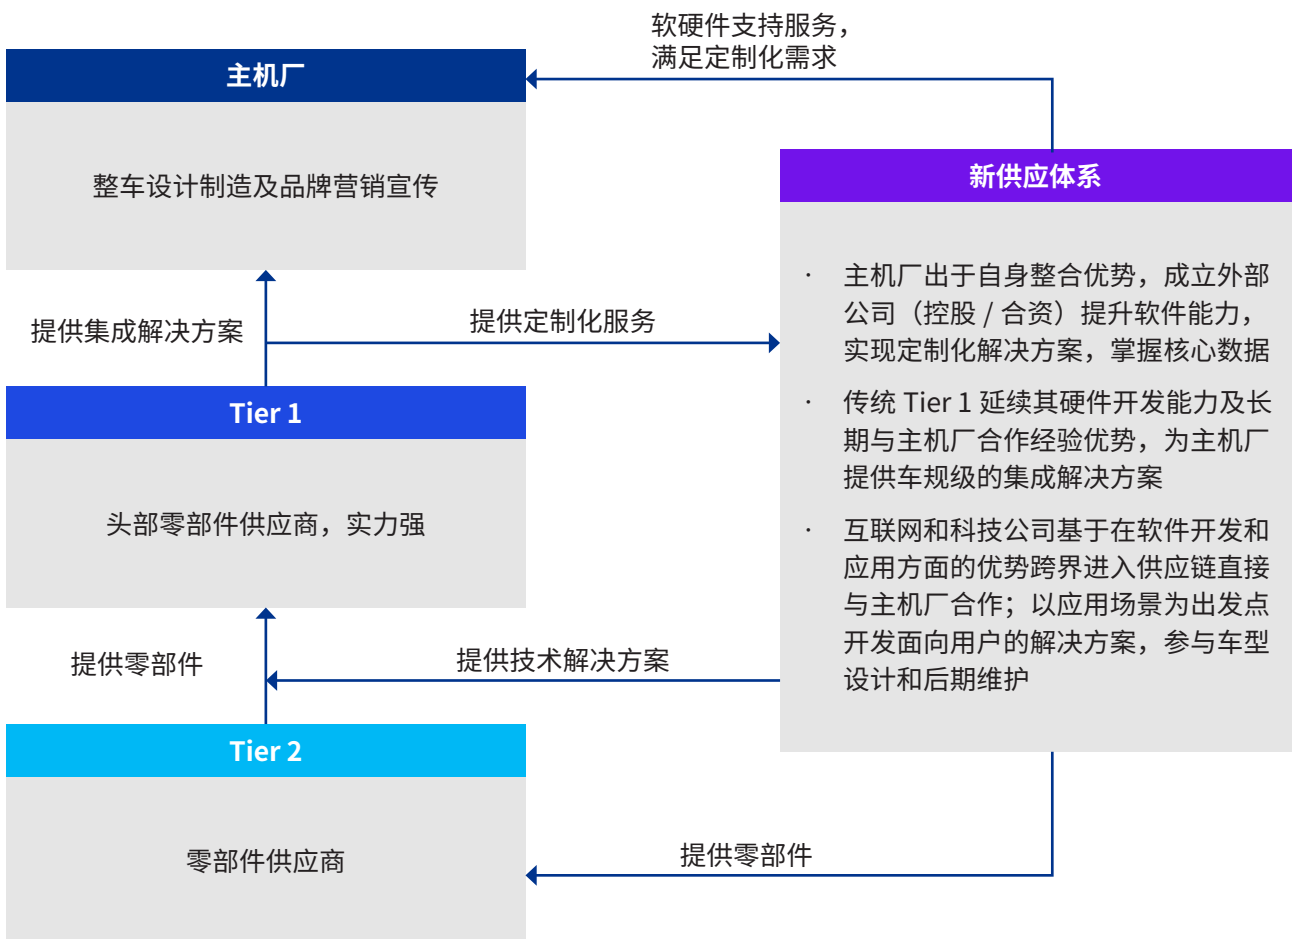 软硬件支持服务，
满足定制化需求
主机厂
整车设计制造及品牌营销宣传
提供集成解决方案
提供定制化服务
Tier 1
头部零部件供应商，实力强
提供零部件
提供技术解决方案
Tier 2
零部件供应商
提供零部件
新供应体系
· 主机厂出于自身整合优势，成立外部
公司（控股 / 合资）提升软件能力，
实现定制化解决方案，掌握核心数据
· 传统 Tier 1 延续其硬件开发能力及长
期与主机厂合作经验优势，为主机厂
提供车规级的集成解决方案
· 互联网和科技公司基于在软件开发和
应用方面的优势跨界进入供应链直接
与主机厂合作；以应用场景为出发点
开发面向用户的解决方案，参与车型
设计和后期维护